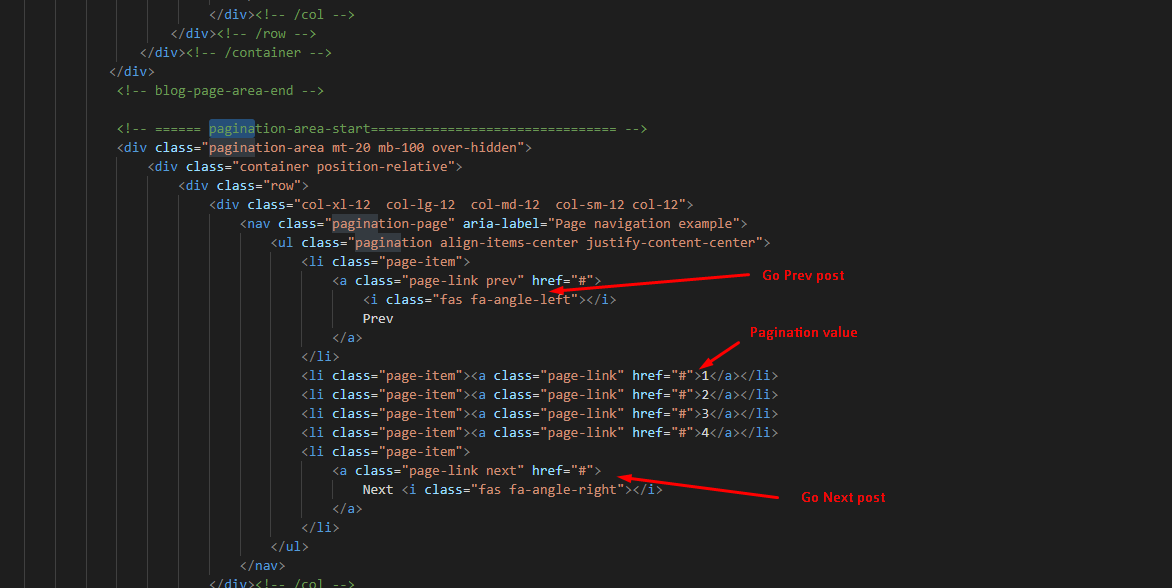 </div><!-- /col -->
</div><!-- /row -->
</div><!-- /container -->
</div>
<!-- blog-page-area-end -->
<!-- ====== pagination-area-start================================ -->
<div class="pagination-area mt-20 mb-100 over-hidden">
<div class="container position-relative">
<div class="row">
<div class="col-xl-12  col-lg-12  col-md-12  col-sm-12 col-12">
<nav class="pagination-page" aria-label="Page navigation example">
<ul class="pagination align-items-center justify-content-center">
<li class="page-item">
<a class="page-link prev" href="#">
Go Prev post
<i class="fas fa-angle-left"></i>
Prev
Pagination value
</a>
</li>
<li class="page-item"><a class="page-link" href="#">1</a></li>
<li class="page-item"><a class="page-link" href="#">2</a></li>
<li class="page-item"><a class="page-link" href="#">3</a></li>
<li class="page-item"><a class="page-link" href="#">4</a></li>
<li class="page-item">
<a class="page-link next" href="#">
Next <i class="fas fa-angle-right"></i>
Go Next post
</a>
</li>
</ul>
</nav>
</div><!-- /col -->